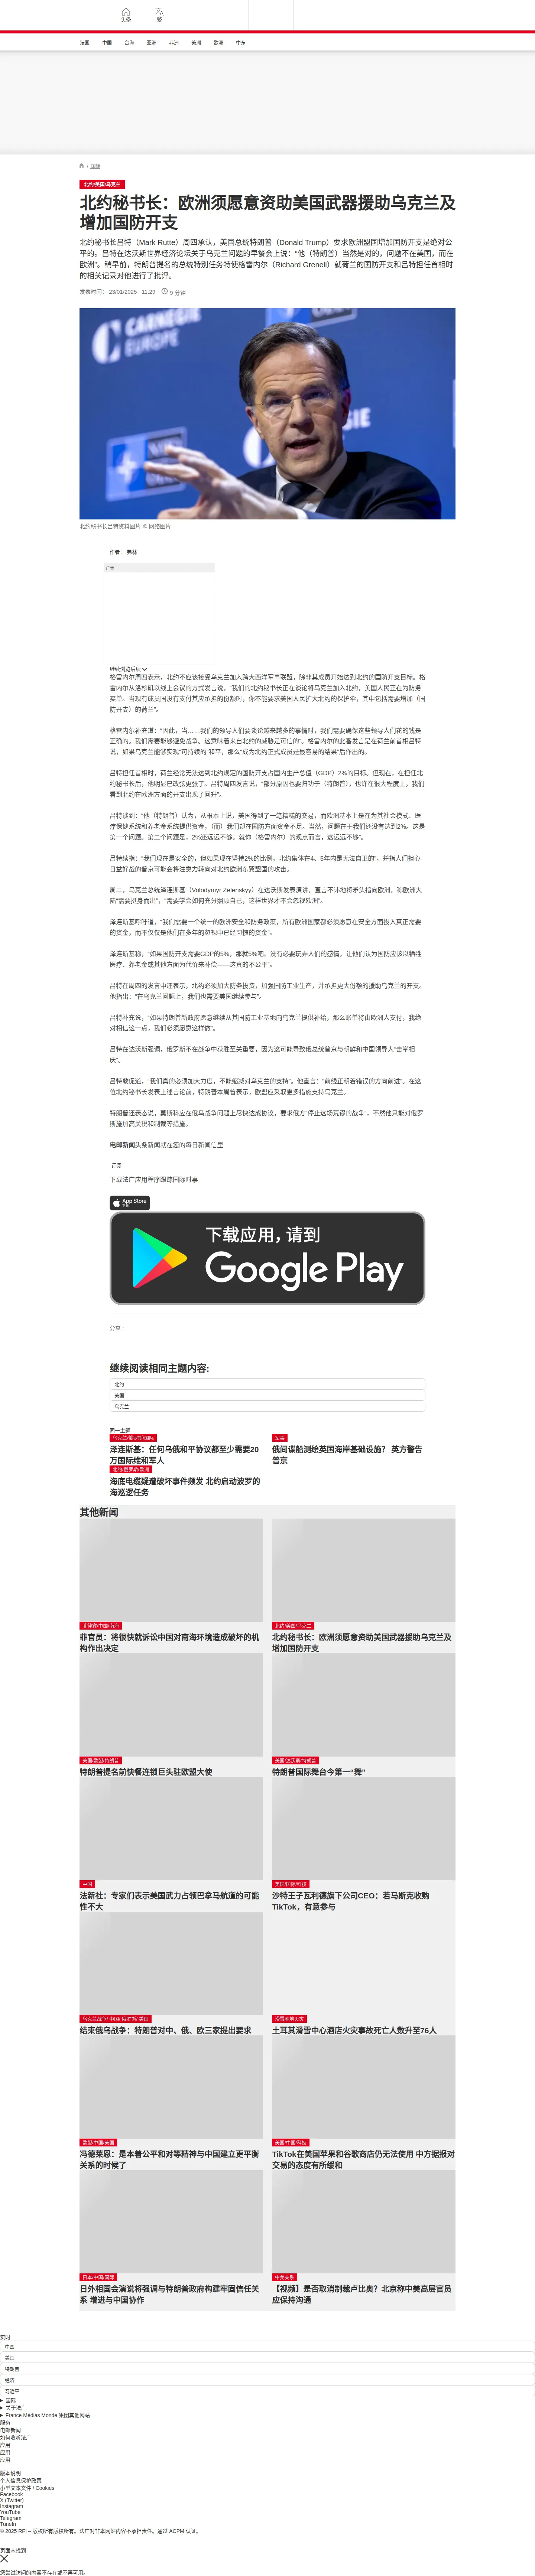 头条
繁
法国 中国 台海 亚洲 非洲 美洲 欧洲 中东
/ 国际
北约/美国/乌克兰
北约秘书长：欧洲须愿意资助美国武器援助乌克兰及
增加国防开支
北约秘书长吕特（Mark Rutte）周四承认，美国总统特朗普（Donald Trump）要求欧洲盟国增加国防开支是绝对公
平的。吕特在达沃斯世界经济论坛关于乌克兰问题的早餐会上说：“他（特朗普）当然是对的，问题不在美国，而在
欧洲”。稍早前，特朗普提名的总统特别任务特使格雷内尔（Richard Grenell）就荷兰的国防开支和吕特担任首相时
的相关记录对他进行了批评。
发表时间： 23/01/2025 - 11:29 9 分钟
CARNEGIE
EUROPE
北约秘书长吕特资料图片 © 网络图片
作者： 弗林
广告
继续浏览后续
格雷内尔周四表示，北约不应该接受乌克兰加入跨大西洋军事联盟，除非其成员开始达到北约的国防开支目标。格
雷内尔从洛杉矶以线上会议的方式发言说，“我们的北约秘书长正在谈论将乌克兰加入北约，美国人民正在为防务
买单。当现有成员国没有支付其应承担的份额时，你不能要求美国人民扩大北约的保护伞，其中包括需要增加（国
防开支）的荷兰”。
格雷内尔补充道：“因此，当……我们的领导人们要谈论越来越多的事情时，我们需要确保这些领导人们花的钱是
正确的。我们需要能够避免战争。这意味着来自北约的威胁是可信的”。格雷内尔的此番发言是在荷兰前首相吕特
说，如果乌克兰能够实现“可持续的”和平，那么“成为北约正式成员是最容易的结果”后作出的。
吕特担任首相时，荷兰经常无法达到北约规定的国防开支占国内生产总值（GDP）2%的目标。但现在，在担任北
约秘书长后，他明显已改弦更张了。吕特周四发言说，“部分原因也要归功于（特朗普），也许在很大程度上，我们
看到北约在欧洲方面的开支出现了回升”。
吕特谈到：“他（特朗普）认为，从根本上说，美国得到了一笔糟糕的交易，而欧洲基本上是在为其社会模式、医
疗保健系统和养老金系统提供资金，（而）我们却在国防方面资金不足。当然，问题在于我们还没有达到2%。这是
第一个问题。第二个问题是，2%还远远不够。就你（格雷内尔）的观点而言，这远远不够”。
吕特续指：“我们现在是安全的，但如果现在坚持2%的比例，北约集体在4、5年内是无法自卫的”，并指人们担心
日益好战的普京可能会将注意力转向对北约欧洲东翼盟国的攻击。
周二，乌克兰总统泽连斯基（Volodymyr Zelenskyy）在达沃斯发表演讲，直言不讳地将矛头指向欧洲，称欧洲大
陆“需要挺身而出”，“需要学会如何充分照顾自己，这样世界才不会忽视欧洲”。
泽连斯基呼吁道，“我们需要一个统一的欧洲安全和防务政策，所有欧洲国家都必须愿意在安全方面投入真正需要
的资金，而不仅仅是他们在多年的忽视中已经习惯的资金”。
泽连斯基称，“如果国防开支需要GDP的5%，那就5%吧。没有必要玩弄人们的感情，让他们认为国防应该以牺牲
医疗、养老金或其他方面为代价来补偿——这真的不公平”。
吕特在周四的发言中还表示，北约必须加大防务投资，加强国防工业生产，并承担更大份额的援助乌克兰的开支。
他指出：“在乌克兰问题上，我们也需要美国继续参与”。
吕特补充说，“如果特朗普新政府愿意继续从其国防工业基地向乌克兰提供补给，那么账单将由欧洲人支付，我绝
对相信这一点，我们必须愿意这样做”。
吕特在达沃斯强调，俄罗斯不在战争中获胜至关重要，因为这可能导致俄总统普京与朝鲜和中国领导人“击掌相
庆”。
吕特敦促道，“我们真的必须加大力度，不能缩减对乌克兰的支持”。他直言：“前线正朝着错误的方向前进”。在这
位北约秘书长发表上述言论前，特朗普本周曾表示，欧盟应采取更多措施支持乌克兰。
特朗普还表态说，莫斯科应在俄乌战争问题上尽快达成协议，要求俄方“停止这场荒谬的战争”，不然他只能对俄罗
斯施加高关税和制裁等措施。
电邮新闻头条新闻就在您的每日新闻信里
订阅
下载法广应用程序跟踪国际时事
App Store
下载
下载应用，请到
Google Play
分享 :
继续阅读相同主题内容:
北约
美国
乌克兰
同一主题
乌克兰/俄罗斯/国际
泽连斯基：任何乌俄和平协议都至少需要20
万国际维和军人
军事
俄间谍船测绘英国海岸基础设施？ 英方警告
普京
北约/俄罗斯/欧洲
海底电缆疑遭破坏事件频发 北约启动波罗的
海巡逻任务
其他新闻
菲律宾/中国/南海
菲官员：将很快就诉讼中国对南海环境造成破坏的机
构作出决定
北约/美国/乌克兰
北约秘书长：欧洲须愿意资助美国武器援助乌克兰及
增加国防开支
美国/欧盟/特朗普
特朗普提名前快餐连锁巨头驻欧盟大使
美国/达沃斯/特朗普
特朗普国际舞台今第一“舞”
中国
法新社：专家们表示美国武力占领巴拿马航道的可能
性不大
美国/国际/科技
沙特王子瓦利德旗下公司CEO：若马斯克收购
TikTok，有意参与
乌克兰战争/ 中国/ 俄罗斯/ 美国
结束俄乌战争：特朗普对中、俄、欧三家提出要求
滑雪胜地火灾
土耳其滑雪中心酒店火灾事故死亡人数升至76人
欧盟/中国/美国
冯德莱恩：是本着公平和对等精神与中国建立更平衡
关系的时候了
美国/中国/科技
TikTok在美国苹果和谷歌商店仍无法使用 中方据报对
交易的态度有所缓和
日本/中国/国际
日外相国会演说将强调与特朗普政府构建牢固信任关
系 增进与中国协作
中美关系
【视频】是否取消制裁卢比奥？北京称中美高层官员
应保持沟通
实时
中国
美国
特朗普
经济
习近平
国际
关于法广
France Médias Monde 集团其他网站
服务
电邮新闻
如何收听法广
应用
应用
应用
版本说明
个人信息保护政策
小型文本文件 / Cookies
Facebook
X (Twitter)
Instagram
YouTube
Telegram
TuneIn
© 2025 RFI – 版权所有版权所有。法广对非本网站内容不承担责任。通过 ACPM 认证。
页面未找到
您尝试访问的内容不存在或不再可用。